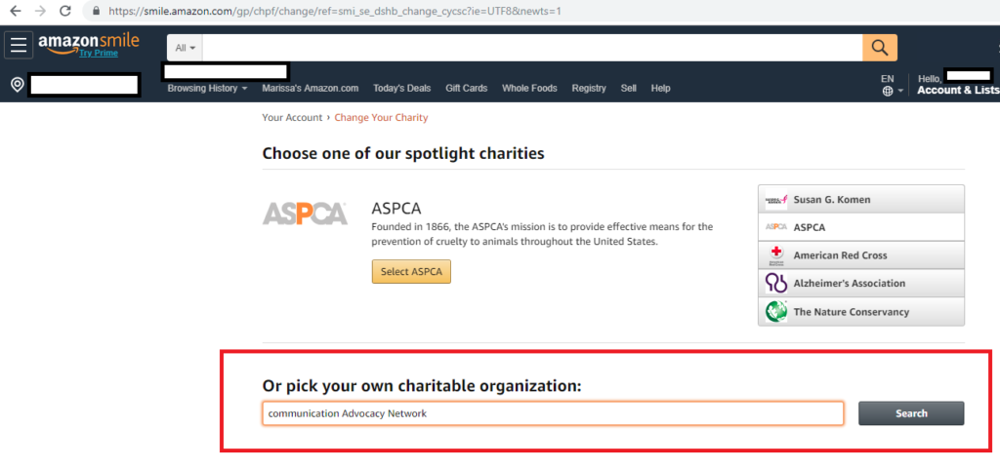 https://smile.amazon.com/gp/chpf/change/ref=smi_se_dshb_change_cycsc?ie=UTF8&newts=1
amazonsmile
Try Prime
All
Browsing History
Marissa's Amazon.com
Today's Deals
Gift Cards
Whole Foods
Registry
Sell
Help
EN
Hello,
Account & Lists
Your Account › Change Your Charity
Choose one of our spotlight charities
ASPCA
ASPCA
Founded in 1866, the ASPCA's mission is to provide effective means for the
prevention of cruelty to animals throughout the United States.
Select ASPCA
Susan G. Komen
ASPCA ASPCA
American Red Cross
Alzheimer's Association
The Nature Conservancy
Or pick your own charitable organization:
communication Advocacy Network
Search